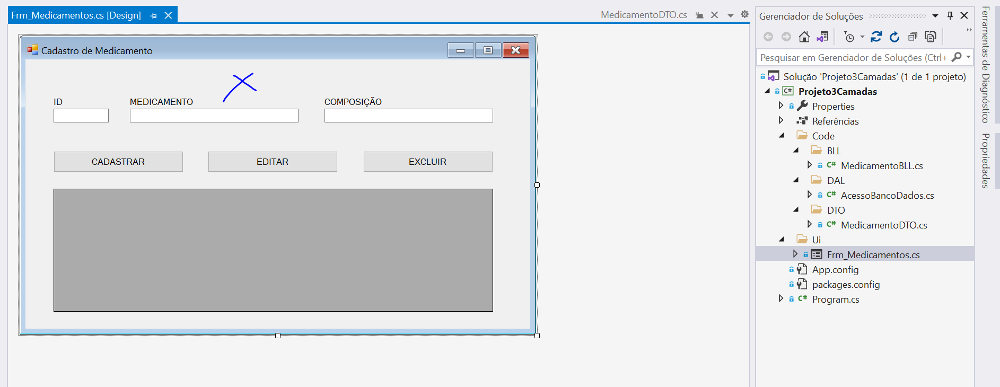 Frm_Medicamentos.cs [Design]
MedicamentoDTO.cs
Cadastro de Medicamento
ID
MEDICAMENTO
COMPOSIÇÃO
CADASTRAR
EDITAR
EXCLUIR
Gerenciador de Soluções
Pesquisar em Gerenciador de Soluções (Ctrl+
Solução 'Projeto3Camadas' (1 de 1 projeto)
C# Projeto3Camadas
Properties
Referências
Code
BLL
C# MedicamentoBLL.cs
DAL
C# AcessoBancoDados.cs
DTO
C# MedicamentoDTO.cs
Ui
Frm_Medicamentos.cs
App.config
packages.config
C# Program.cs
Ferramentas de Diagnóstico
Propriedades